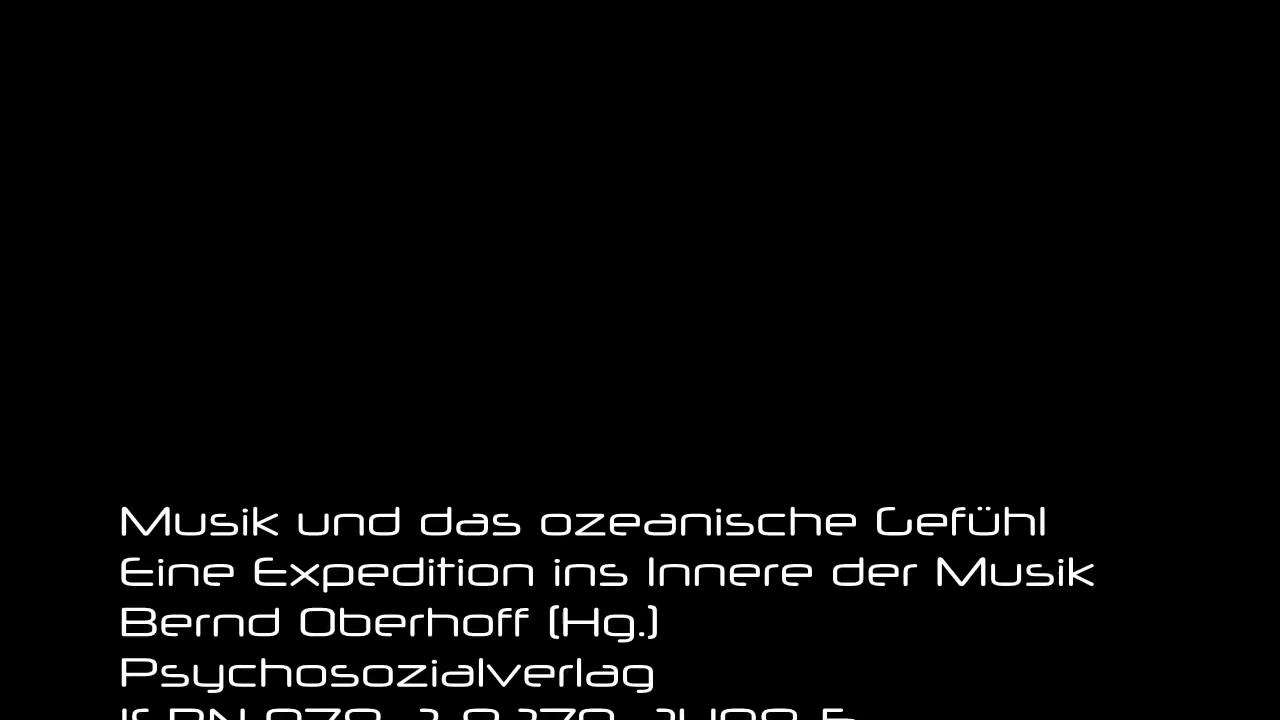 Musik und das ozeanische Gefühl
Eine Expedition ins Innere der Musik
Bernd Oberhoff (Hg.)
Psychosozialverlag